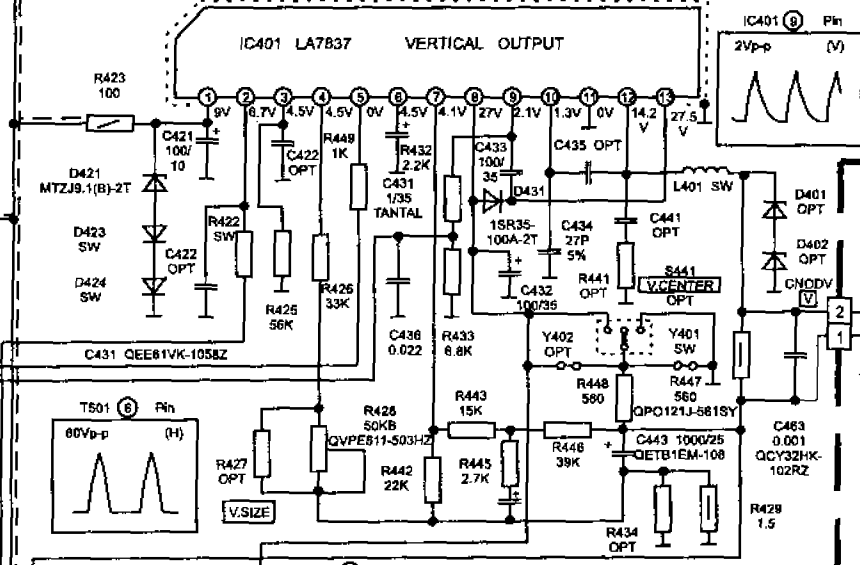 IC401 LA7837 VERTICAL OUTPUT
IC401 9 Pin
2Vp-p (V)
R423
100
1 2 3 4 5 6 7 8 9 10 11 12 13
9V 6.7V 4.5V 4.5V 0V 4.5V 4.1V 27V 2.1V 1.3V 0V 14.2
V
27.5
V
C421
100/
10
D421
MTZJ9.1(B)-2T
D423
SW
D424
SW
C422
OPT
R422
SW
C422
OPT
R449
1K
R432
2.2K
C431
1/35
TANTAL
C433
100/
35
D431
1SR35-
100A-2T
C435 OPT
C434
27P
5%
C432
100/35
L401 SW
C441
OPT
R441
OPT
S441
V.CENTER
OPT
D401
OPT
D402
OPT
CNODV
V
2
1
R425
56K
R426
33K
C436
0.022
R433
6.8K
Y402
OPT
Y401
SW
C431 QEE61VK-1058Z
R448
560
R447
560
QPQ121J-561SY
T501 6 Pin
60Vp-p (H)
R427
OPT
V.SIZE
R428
50KB
QVPE611-503HZ
R442
22K
R443
15K
R445
2.7K
R446
39K
C443 1000/25
QETB1EM-108
C463
0.001
QCY32HK-
102RZ
R434
OPT
R429
1.5